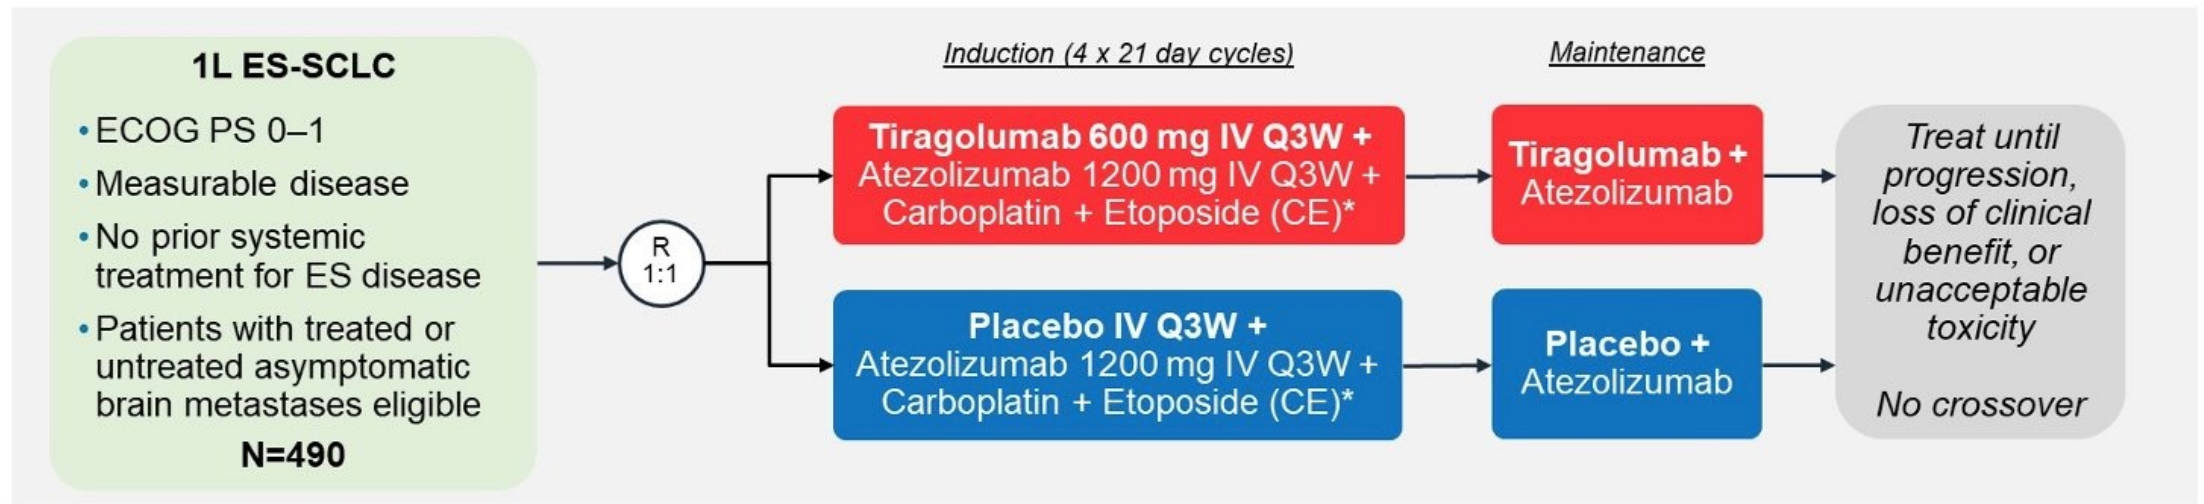 1L ES-SCLC
• ECOG PS 0–1
• Measurable disease
• No prior systemic
treatment for ES disease
• Patients with treated or
untreated asymptomatic
brain metastases eligible
N=490
R
1:1
Induction (4 x 21 day cycles)
Tiragolumab 600 mg IV Q3W +
Atezolizumab 1200 mg IV Q3W +
Carboplatin + Etoposide (CE)*
Placebo IV Q3W +
Atezolizumab 1200 mg IV Q3W +
Carboplatin + Etoposide (CE)*
Maintenance
Tiragolumab +
Atezolizumab
Placebo +
Atezolizumab
Treat until
progression,
loss of clinical
benefit, or
unacceptable
toxicity
No crossover